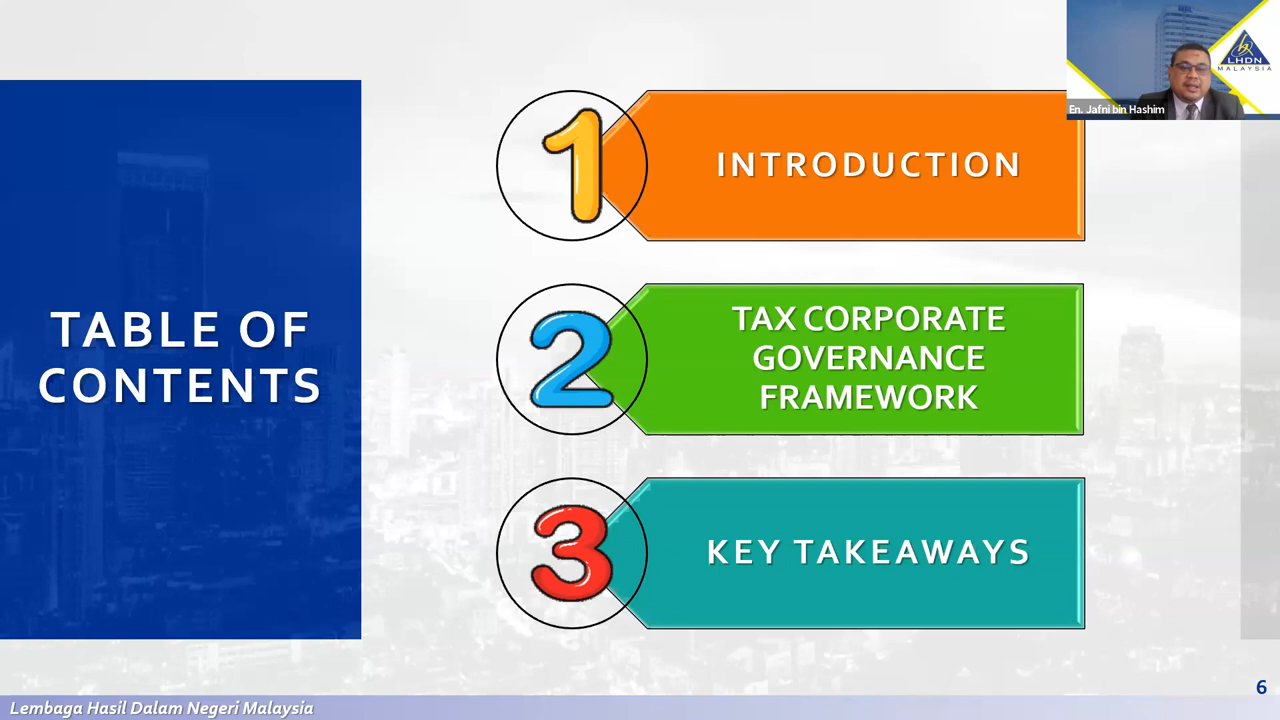 TABLE OF
CONTENTS
1
INTRODUCTION
2
TAX CORPORATE
GOVERNANCE
FRAMEWORK
3
KEY TAKEAWAYS
LHDN
MALAYSIA
En. Jafni bin Hashim
6
Lembaga Hasil Dalam Negeri Malaysia